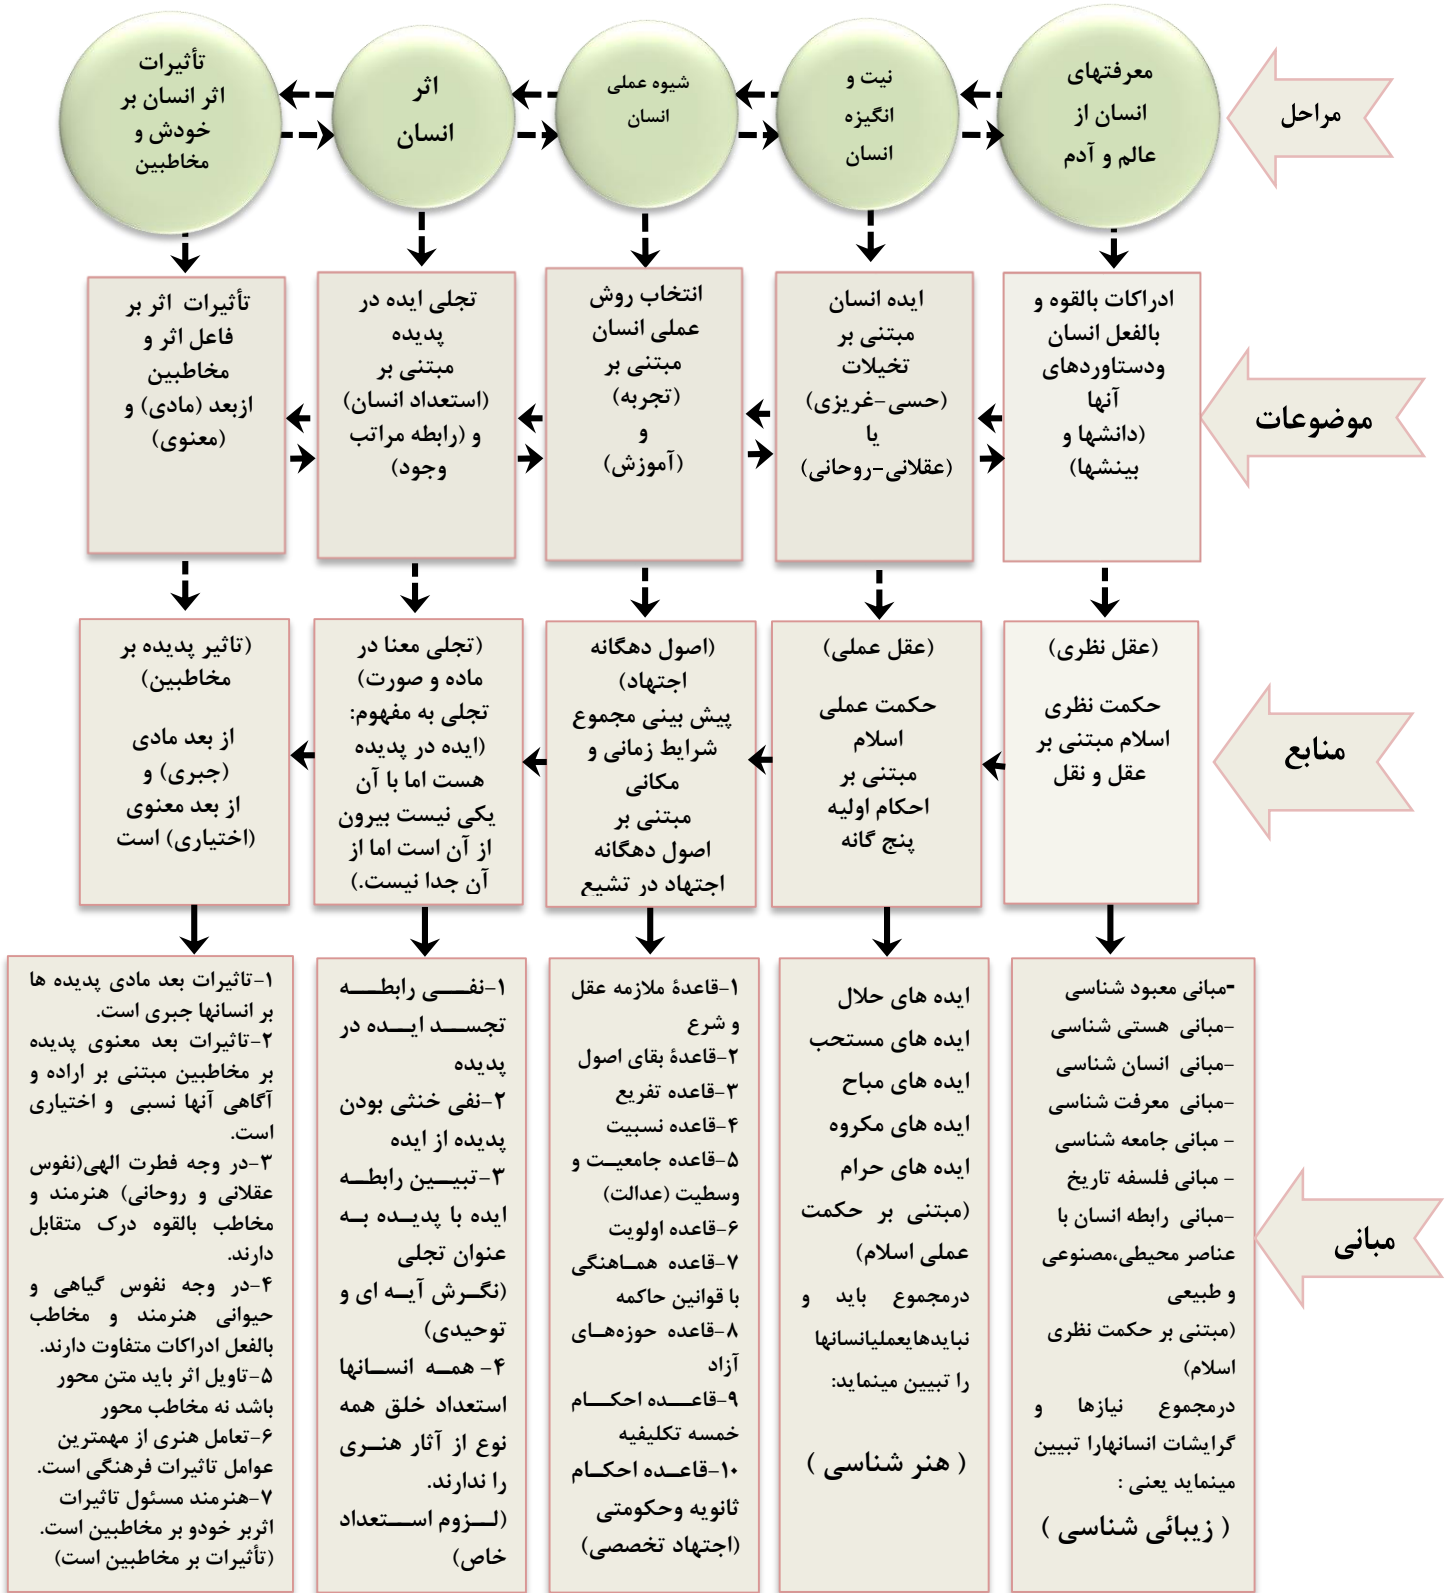 مراحل
معرفتهای
انسان از
عالم و آدم
نیت و
انگیزه
انسان
شیوه عملی
انسان
اثر
انسان
تأثیرات
اثر انسان بر
خودش و
مخاطبین
موضوعات
ادراکات بالقوه و
بالفعل انسان
ودستاوردهای
آنها
(دانشها و
بینشها)
ایده انسان
مبتنی بر
تخیلات
(حسی-غریزی)
یا
(عقلانی-روحانی)
انتخاب روش
عملی انسان
مبتنی بر
(تجربه)
و
(آموزش)
تجلی ایده در
پدیده
مبتنی بر
(استعداد انسان)
و (رابطه مراتب
وجود)
تأثیرات اثر بر
فاعل اثر و
مخاطبین
ازبعد (مادی) و
(معنوی)
منابع
(عقل نظری)
حکمت نظری
اسلام مبتنی بر
عقل و نقل
(عقل عملی)
حکمت عملی
اسلام
مبتنی بر
احکام اولیه
پنج گانه
(اصول دهگانه
اجتهاد)
پیش بینی مجموع
شرایط زمانی و
مکانی
مبتنی بر
اصول دهگانه
اجتهاد در تشیع
(تجلی معنا در
ماده و صورت)
تجلی به مفهوم:
(ایده در پدیده
هست اما با آن
یکی نیست بیرون
از آن است اما از
آن جدا نیست.)
(تاثیر پدیده بر
مخاطبین)
از بعد مادی
(جبری) و
از بعد معنوی
(اختیاری) است
مبانی
-مبانی معبود شناسی
-مبانی هستی شناسی
-مبانی انسان شناسی
-مبانی معرفت شناسی
- مبانی جامعه شناسی
- مبانی فلسفه تاریخ
-مبانی رابطه انسان با
عناصر محیطی،مصنوعی
و طبیعی
(مبتنی بر حکمت نظری
اسلام)
درمجموع نیازها و
گرایشات انسانهارا تبیین
مینماید یعنی :
( زیبائی شناسی )
ایده های حلال
ایده های مستحب
ایده های مباح
ایده های مکروه
ایده های حرام
(مبتنی بر حکمت
عملی اسلام)
درمجموع باید و
نبایدهایعملیانسانها
را تبیین مینماید:
( هنر شناسی )
۱-قاعدۀ ملازمه عقل
و شرع
۲-قاعدۀ بقای اصول
۳-قاعده تفریع
۴-قاعده نسبیت
۵-قاعده جامعیت و
وسطیت (عدالت)
۶-قاعده اولویت
۷-قاعده هماهنگی
با قوانین حاکمه
۸-قاعده حوزه‌های
آزاد
۹-قاعده احکام
خمسه تکلیفیه
۱۰-قاعده احکام
ثانویه وحکومتی
(اجتهاد تخصصی)
۱-نفی رابطه
تجسد ایده در
پدیده
۲-نفی خنثی بودن
پدیده از ایده
۳-تبیین رابطه
ایده با پدیده به
عنوان تجلی
(نگرش آیه ای و
توحیدی)
۴- همه انسانها
استعداد خلق همه
نوع از آثار هنری
را ندارند.
(لزوم استعداد
خاص)
۱-تاثیرات بعد مادی پدیده ها
بر انسانها جبری است.
۲-تاثیرات بعد معنوی پدیده
بر مخاطبین مبتنی بر اراده و
آگاهی آنها نسبی و اختیاری
است.
۳-در وجه فطرت الهی(نفوس
عقلانی و روحانی) هنرمند و
مخاطب بالقوه درک متقابل
دارند.
۴-در وجه نفوس گیاهی و
حیوانی هنرمند و مخاطب
بالفعل ادراکات متفاوت دارند.
۵-تاویل اثر باید متن محور
باشد نه مخاطب محور
۶-تعامل هنری از مهمترین
عوامل تاثیرات فرهنگی است.
۷-هنرمند مسئول تاثیرات
اثربر خودو بر مخاطبین است.
(تأثیرات بر مخاطبین است)